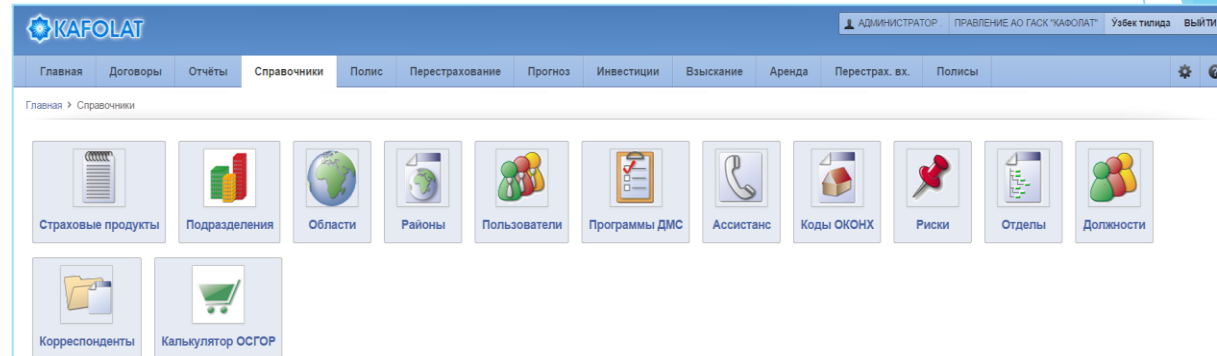 KAFOLAT
АДМИНИСТРАТОР . ПРАВЛЕНИЕ АО ГАСК "КАФОЛАТ" Ўзбек тилида ВЫЙТИ
Главная Договоры Отчёты Справочники Полис Перестрахование Прогноз Инвестиции Взыскание Аренда Перестрах. вх. Полисы
Главная > Справочники
Страховые продукты Подразделения Области Районы Пользователи Программы ДМС Ассистанс Коды ОКОНХ Риски Отделы Должности
Корреспонденты Калькулятор ОСГОР